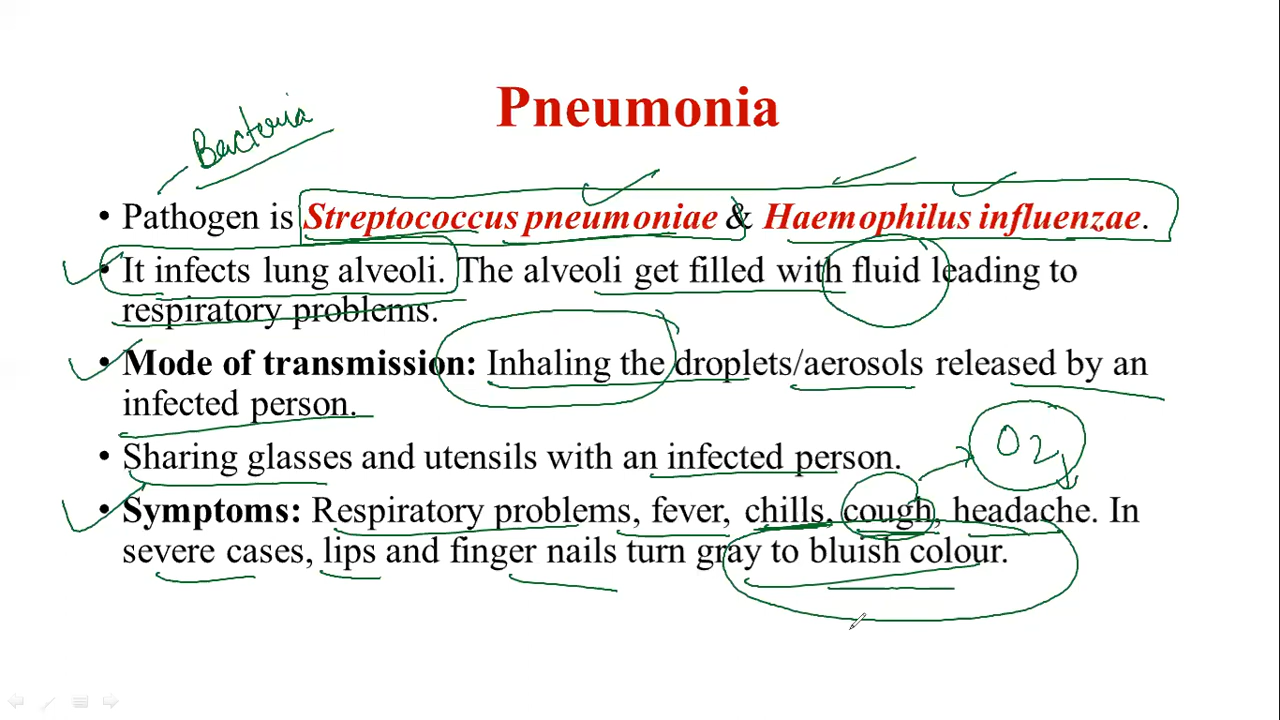 Pneumonia
Bacteria
• Pathogen is Streptococcus pneumoniae & Haemophilus influenzae.
• It infects lung alveoli. The alveoli get filled with fluid leading to
respiratory problems.
• Mode of transmission: Inhaling the droplets/aerosols released by an
infected person.
• Sharing glasses and utensils with an infected person.
O2
• Symptoms: Respiratory problems, fever, chills, cough, headache. In
severe cases, lips and finger nails turn gray to bluish colour.